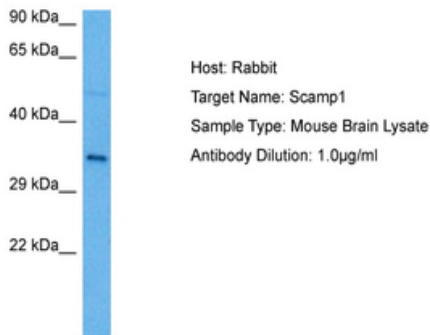 90 kDa__
65 kDa__
40 kDa__
29 kDa__
22 kDa__
Host: Rabbit
Target Name: Scamp1
Sample Type: Mouse Brain Lysate
Antibody Dilution: 1.0µg/ml